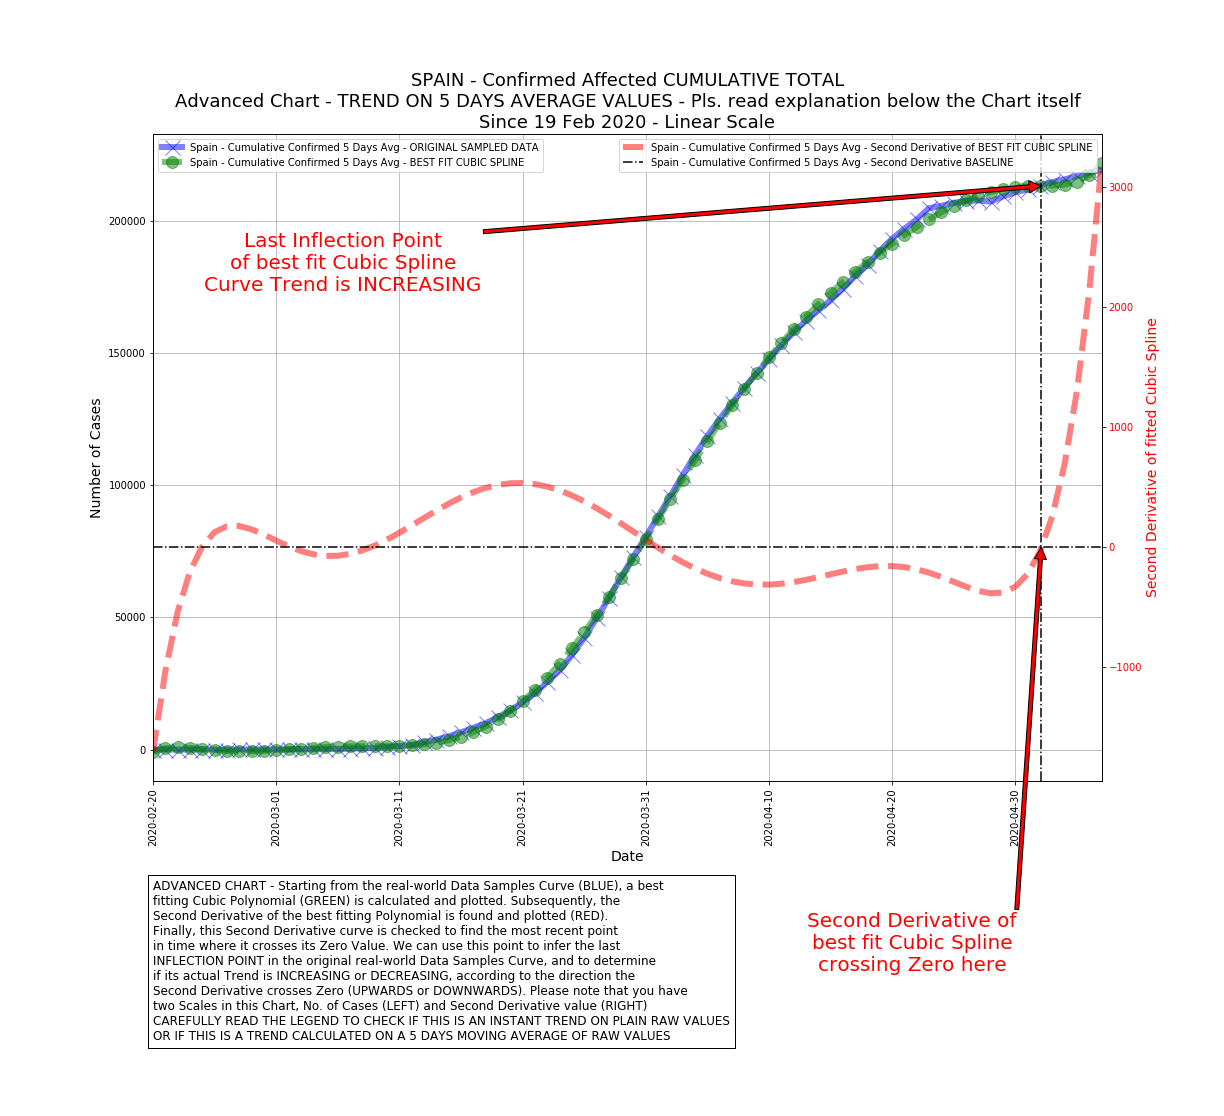 SPAIN - Confirmed Affected CUMULATIVE TOTAL
Advanced Chart - TREND ON 5 DAYS AVERAGE VALUES - Pls. read explanation below the Chart itself
Since 19 Feb 2020 - Linear Scale
Spain - Cumulative Confirmed 5 Days Avg - ORIGINAL SAMPLED DATA
Spain - Cumulative Confirmed 5 Days Avg - BEST FIT CUBIC SPLINE
Spain - Cumulative Confirmed 5 Days Avg - Second Derivative of BEST FIT CUBIC SPLINE
Spain - Cumulative Confirmed 5 Days Avg - Second Derivative BASELINE
Last Inflection Point
of best fit Cubic Spline
Curve Trend is INCREASING
Number of Cases
200000
150000
100000
50000
0
3000
2000
1000
0
−1000
Second Derivative of fitted Cubic Spline
2020-02-20
2020-03-01
2020-03-11
2020-03-21
2020-03-31
2020-04-10
2020-04-20
2020-04-30
Date
Second Derivative of
best fit Cubic Spline
crossing Zero here
ADVANCED CHART - Starting from the real-world Data Samples Curve (BLUE), a best
fitting Cubic Polynomial (GREEN) is calculated and plotted. Subsequently, the
Second Derivative of the best fitting Polynomial is found and plotted (RED).
Finally, this Second Derivative curve is checked to find the most recent point
in time where it crosses its Zero Value. We can use this point to infer the last
INFLECTION POINT in the original real-world Data Samples Curve, and to determine
if its actual Trend is INCREASING or DECREASING, according to the direction the
Second Derivative crosses Zero (UPWARDS or DOWNWARDS). Please note that you have
two Scales in this Chart, No. of Cases (LEFT) and Second Derivative value (RIGHT)
CAREFULLY READ THE LEGEND TO CHECK IF THIS IS AN INSTANT TREND ON PLAIN RAW VALUES
OR IF THIS IS A TREND CALCULATED ON A 5 DAYS MOVING AVERAGE OF RAW VALUES